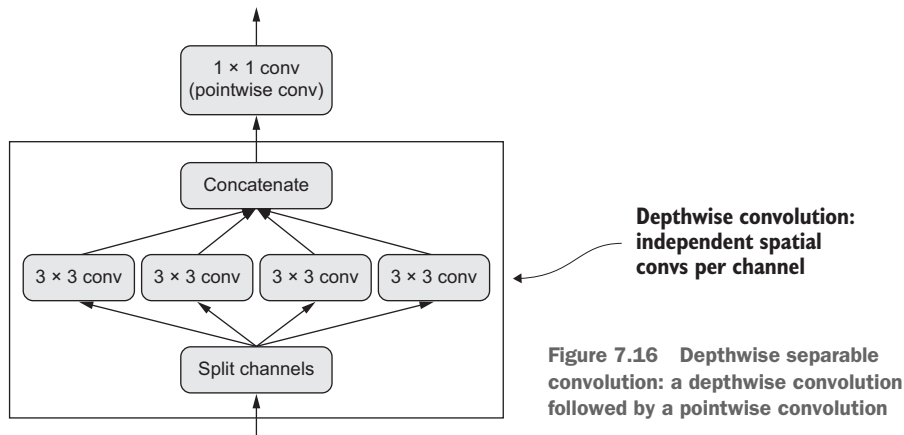 1 × 1 conv
(pointwise conv)
Concatenate
3 × 3 conv
3 × 3 conv
3 × 3 conv
3 × 3 conv
Split channels
Depthwise convolution:
independent spatial
convs per channel
Figure 7.16 Depthwise separable
convolution: a depthwise convolution
followed by a pointwise convolution